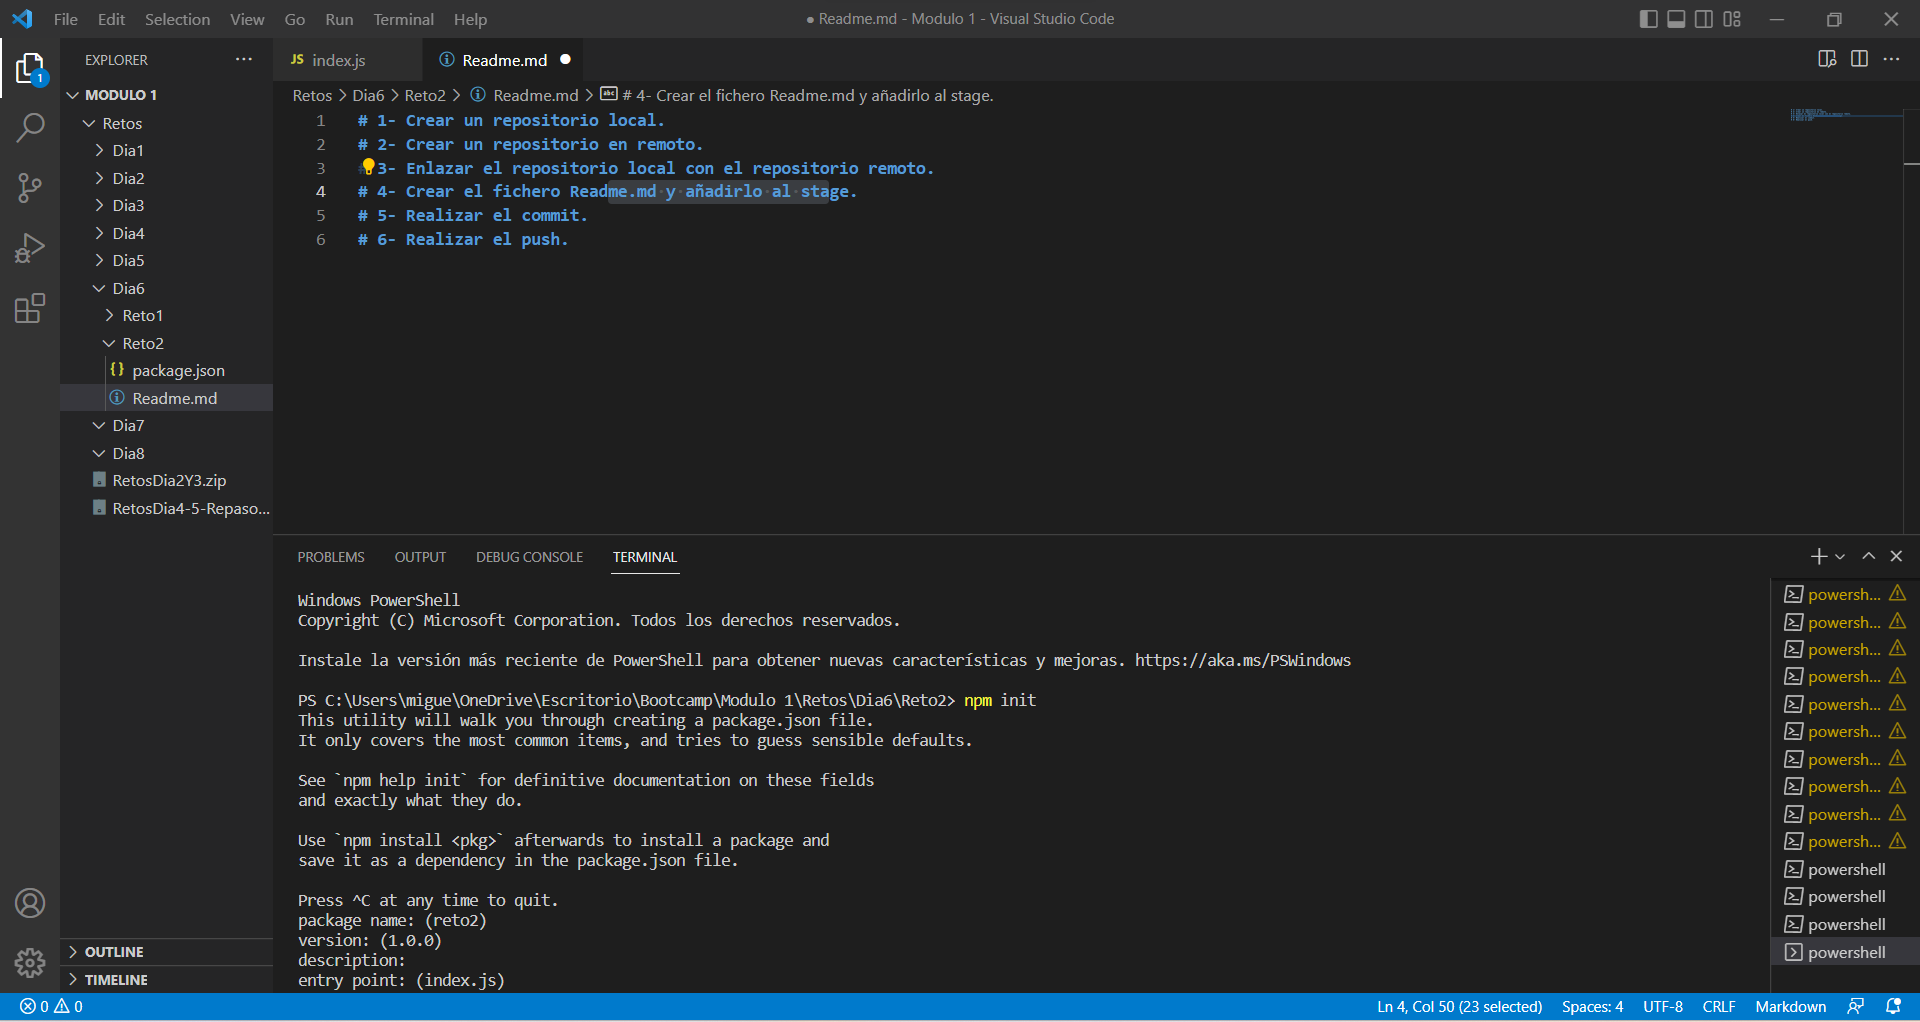 File Edit Selection View Go Run Terminal Help
● Readme.md - Modulo 1 - Visual Studio Code
EXPLORER
JS index.js
Readme.md
MODULO 1
Retos > Dia6 > Reto2 > Readme.md > # 4- Crear el fichero Readme.md y añadirlo al stage.
1 # 1- Crear un repositorio local.
2 # 2- Crear un repositorio en remoto.
3 # 3- Enlazar el repositorio local con el repositorio remoto.
4 # 4- Crear el fichero Readme.md y añadirlo al stage.
5 # 5- Realizar el commit.
6 # 6- Realizar el push.
1
Retos
Dia1
Dia2
Dia3
Dia4
Dia5
Dia6
Reto1
Reto2
{} package.json
Readme.md
Dia7
Dia8
RetosDia2Y3.zip
RetosDia4-5-Repaso...
OUTLINE
TIMELINE
PROBLEMS OUTPUT DEBUG CONSOLE TERMINAL
Windows PowerShell
Copyright (C) Microsoft Corporation. Todos los derechos reservados.
Instale la versión más reciente de PowerShell para obtener nuevas características y mejoras. https://aka.ms/PSWindows
PS C:\Users\migue\OneDrive\Escritorio\Bootcamp\Modulo 1\Retos\Dia6\Reto2> npm init
This utility will walk you through creating a package.json file.
It only covers the most common items, and tries to guess sensible defaults.
See `npm help init` for definitive documentation on these fields
and exactly what they do.
Use `npm install <pkg>` afterwards to install a package and
save it as a dependency in the package.json file.
Press ^C at any time to quit.
package name: (reto2)
version: (1.0.0)
description:
entry point: (index.js)
powersh...
powersh...
powersh...
powersh...
powersh...
powersh...
powersh...
powersh...
powersh...
powersh...
powershell
powershell
powershell
powershell
0 0
Ln 4, Col 50 (23 selected) Spaces: 4 UTF-8 CRLF Markdown